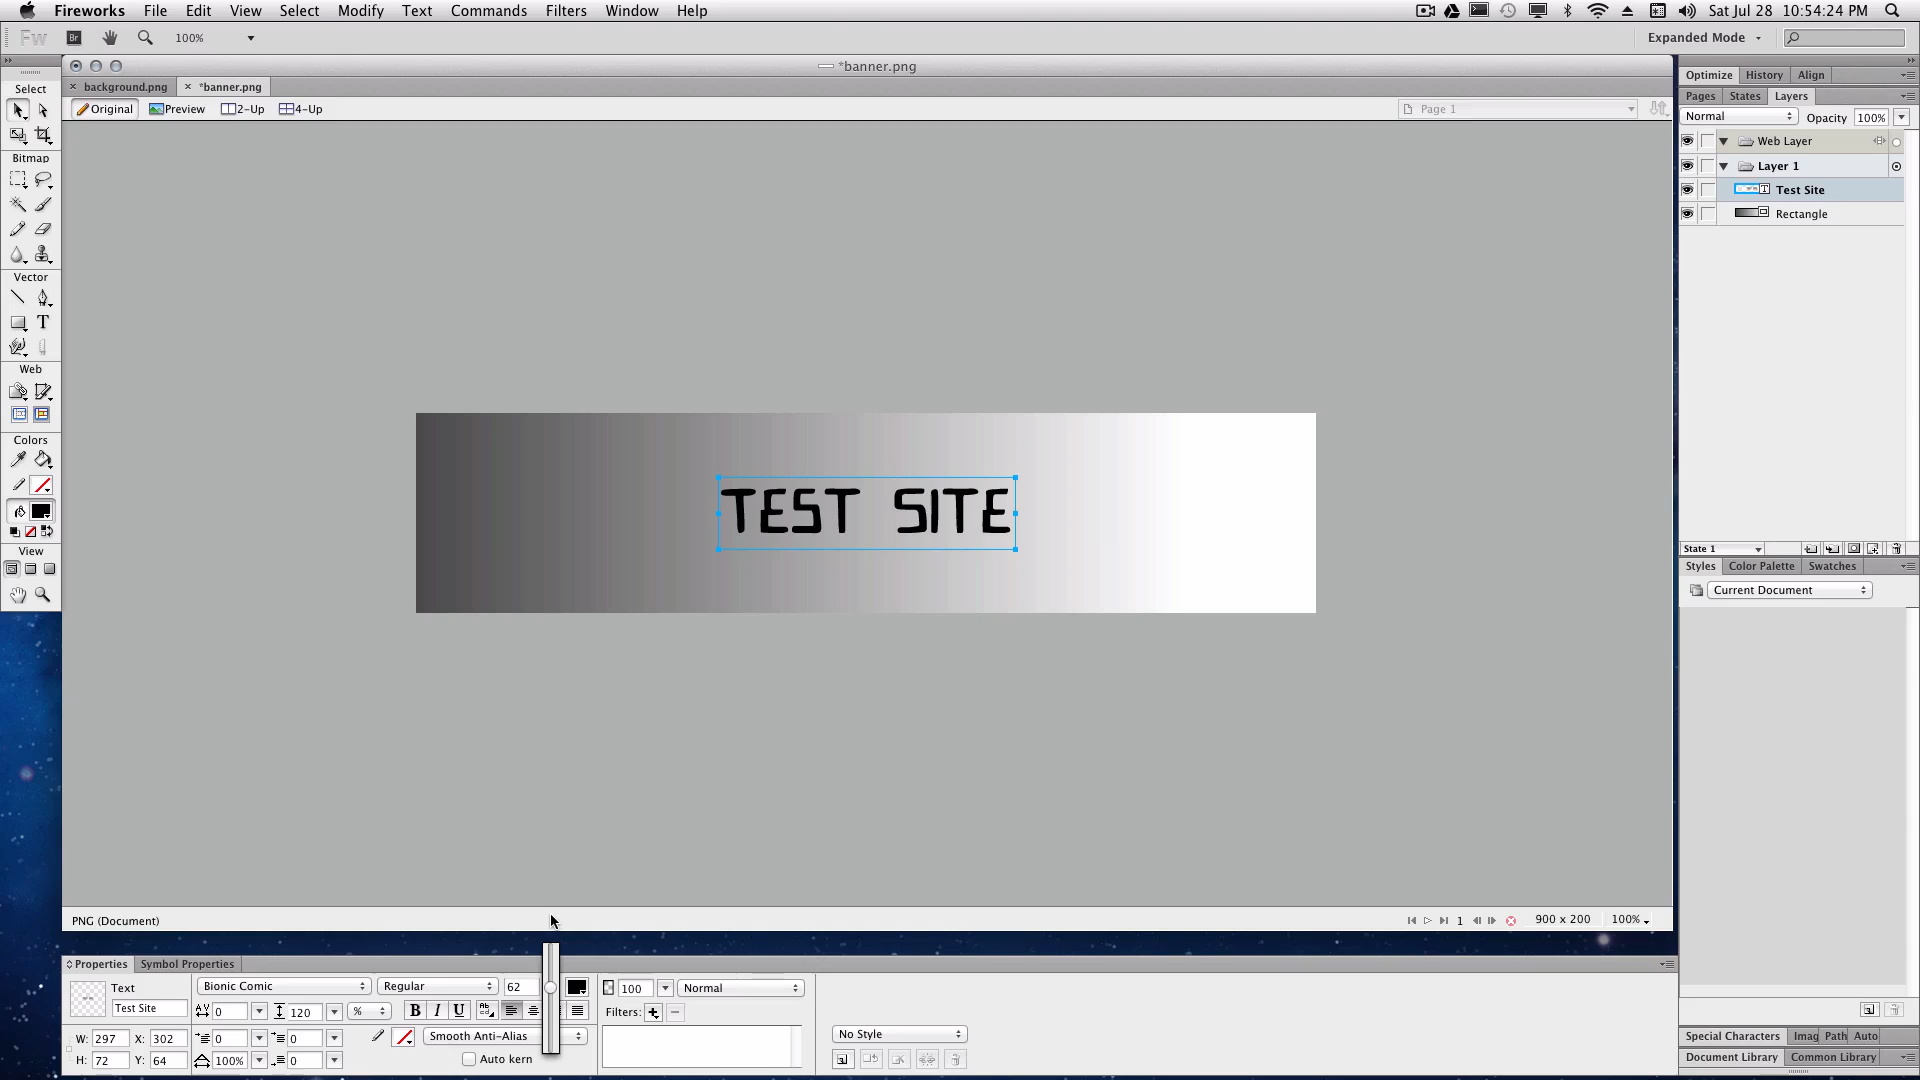 Fireworks File Edit View Select Modify Text Commands Filters Window Help Sat Jul 28 10:54:24 PM
Fw Br 100% Expanded Mode
*banner.png
background.png *banner.png
Original Preview 2-Up 4-Up Page 1
Select
Bitmap
Vector
T
Web
Colors
View
TEST SITE
PNG (Document) 1 900 x 200 100%
Optimize History Align
Pages States Layers
Normal Opacity 100%
Web Layer
Layer 1
T Test Site
Rectangle
State 1
Styles Color Palette Swatches
Current Document
Special Characters Imag Path Auto
Document Library Common Library
Properties Symbol Properties
Text Bionic Comic Regular 62 100 Normal
Test Site 0 120 % B I U Filters:
W: 297 X: 302 0 0 Smooth Anti-Alias No Style
H: 72 Y: 64 100% 0 Auto kern